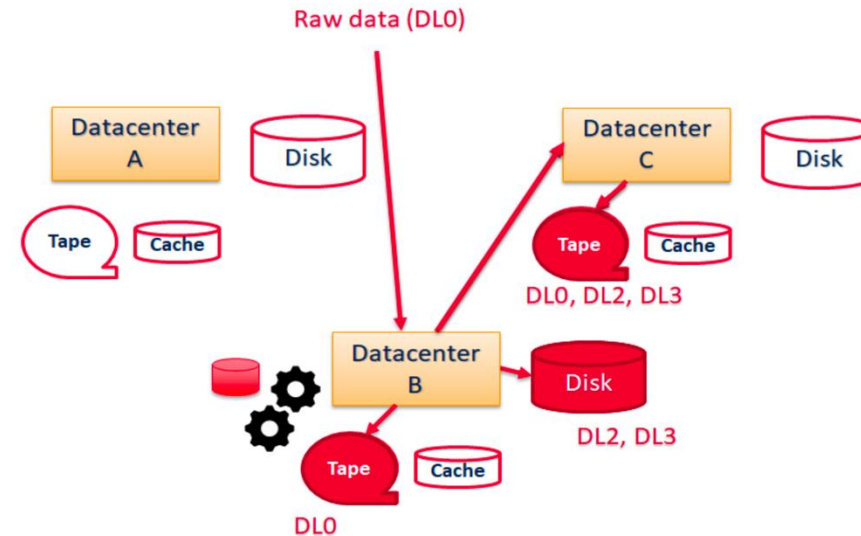 Raw data (DL0)
Datacenter
A
Disk
Tape
Cache
Datacenter
C
Disk
Tape
Cache
DL0, DL2, DL3
Datacenter
B
Disk
DL2, DL3
Tape
Cache
DL0